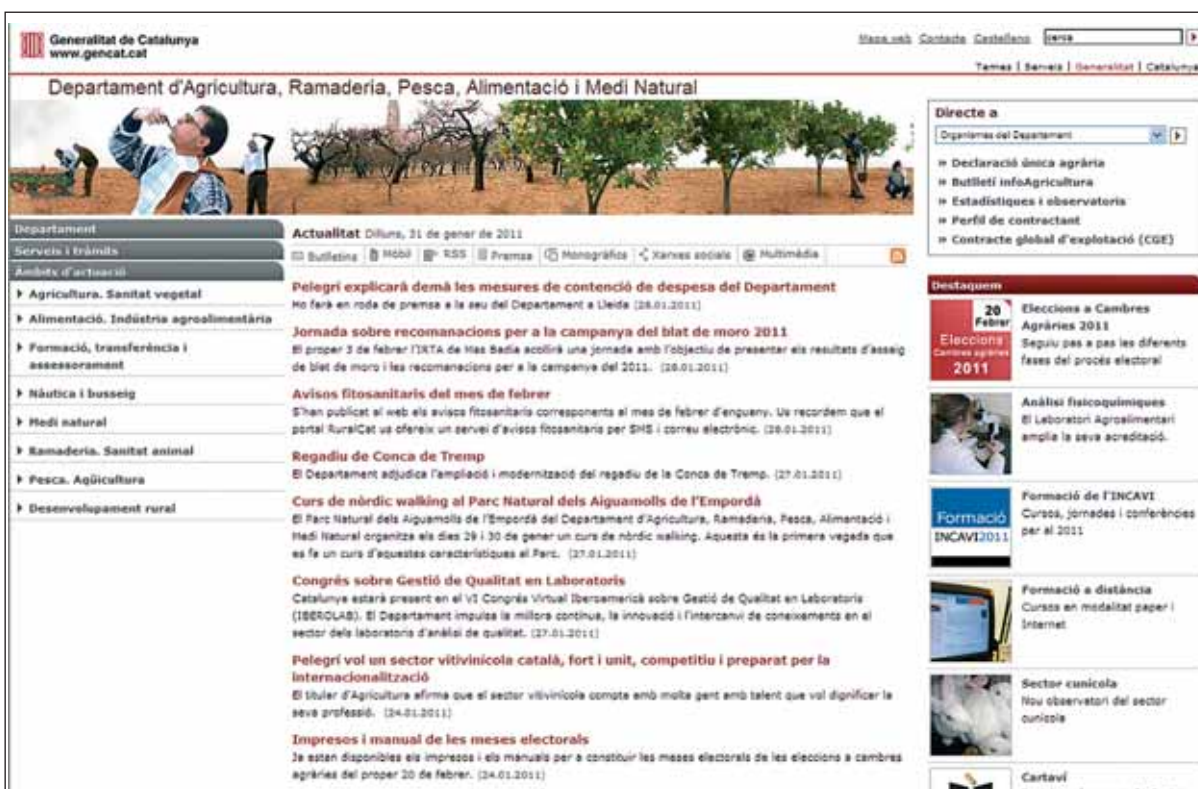 Generalitat de Catalunya
www.gencat.cat
Mapa web Contacte Castellano cerca
Temes | Serveis | Generalitat | Catalunya
Departament d'Agricultura, Ramaderia, Pesca, Alimentació i Medi Natural
Departament
Serveis i tràmits
Àmbits d'actuació
Agricultura. Sanitat vegetal
Alimentació. Indústria agroalimentària
Formació, transferència i
assessorament
Nàutica i busseig
Medi natural
Ramaderia. Sanitat animal
Pesca. Aqüicultura
Desenvolupament rural
Actualitat Dilluns, 31 de gener de 2011
Butlletins Mòbil RSS Premsa Monogràfics Xarxes socials Multimèdia
Pelegrí explicarà demà les mesures de contenció de despesa del Departament
Ho farà en roda de premsa a la seu del Departament a Lleida (28.01.2011)
Jornada sobre recomanacions per a la campanya del blat de moro 2011
El proper 3 de febrer l'IRTA de Mas Badia acollirà una jornada amb l'objectiu de presentar els resultats d'assaig
de blat de moro i les recomanacions per a la campanya del 2011. (28.01.2011)
Avisos fitosanitaris del mes de febrer
S'han publicat al web els avisos fitosanitaris corresponents al mes de febrer d'enguany. Us recordem que el
portal RuralCat us ofereix un servei d'avisos fitosanitaris per SMS i correu electrònic. (28.01.2011)
Regadiu de Conca de Tremp
El Departament adjudica l'ampliació i modernització del regadiu de la Conca de Tremp. (27.01.2011)
Curs de nòrdic walking al Parc Natural dels Aiguamolls de l'Empordà
El Parc Natural dels Aiguamolls de l'Empordà del Departament d'Agricultura, Ramaderia, Pesca, Alimentació i
Medi Natural organitza els dies 29 i 30 de gener un curs de nòrdic walking. Aquesta és la primera vegada que
es fa un curs d'aquestes característiques al Parc. (27.01.2011)
Congrés sobre Gestió de Qualitat en Laboratoris
Catalunya estarà present en el VI Congrés Virtual Iberoamericà sobre Gestió de Qualitat en Laboratoris
(IBEROLAB). El Departament impulsa la millora contínua, la innovació i l'intercanvi de coneixements en el
sector dels laboratoris d'anàlisi de qualitat. (27.01.2011)
Pelegrí vol un sector vitivinícola català, fort i unit, competitiu i preparat per la
internacionalització
El titular d'Agricultura afirma que el sector vitivinícola compta amb molta gent amb talent que vol dignificar la
seva professió. (24.01.2011)
Impresos i manual de les meses electorals
Ja estan disponibles els impresos i els manuals per a constituir les meses electorals de les eleccions a cambres
agràries del proper 20 de febrer. (24.01.2011)
Directe a
Organismes del Departament
» Declaració única agrària
» Butlletí infoAgricultura
» Estadístiques i observatoris
» Perfil de contractant
» Contracte global d'explotació (CGE)
Destaquem
20
Febrer
Eleccions
Cambres agràries
2011
Eleccions a Cambres
Agràries 2011
Seguiu pas a pas les diferents
fases del procés electoral
Anàlisi fisicoquímiques
El Laboratori Agroalimentari
amplia la seva acreditació.
Formació
INCAVI2011
Formació de l'INCAVI
Cursos, jornades i conferències
per al 2011
Formació a distància
Cursos en modalitat paper i
Internet
Sector cunícola
Nou observatori del sector
cunícola
Cartaví